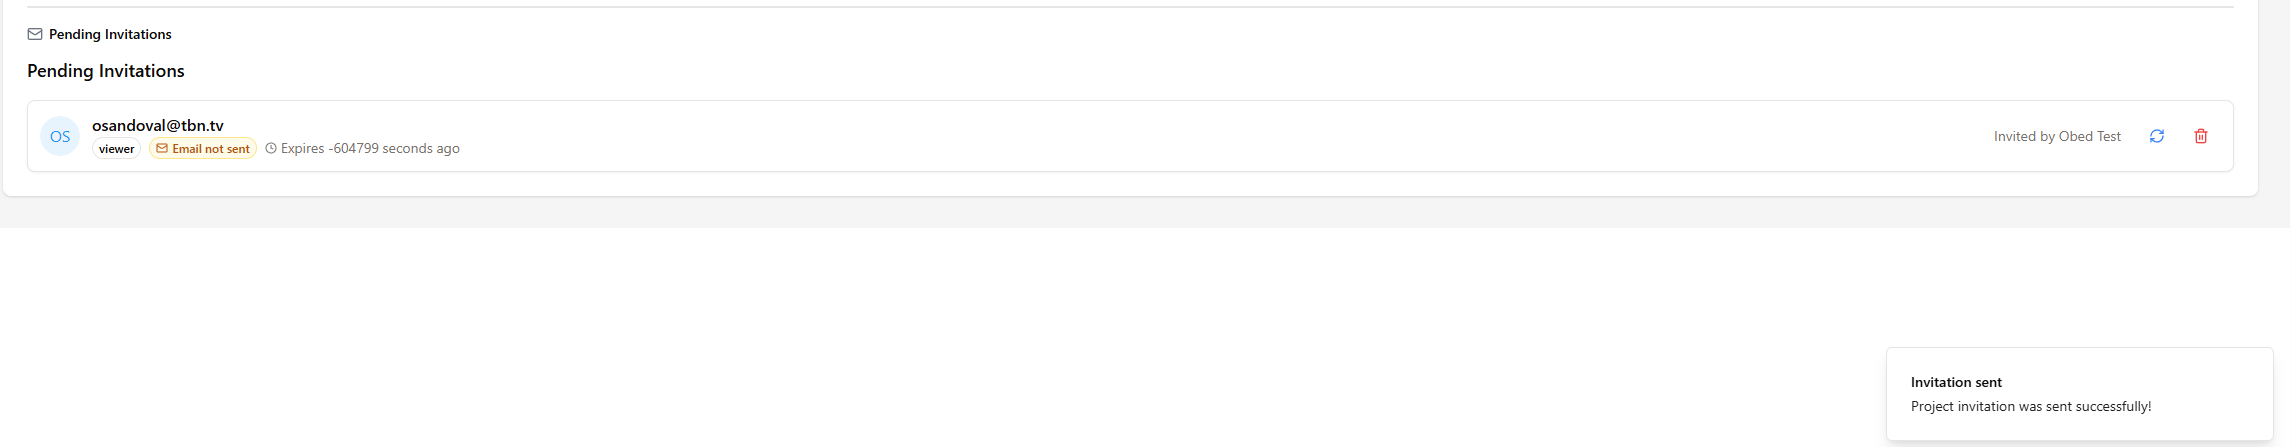 Pending Invitations
Pending Invitations
OS
osandoval@tbn.tv
viewer Email not sent Expires -604799 seconds ago
Invited by Obed Test
Invitation sent
Project invitation was sent successfully!